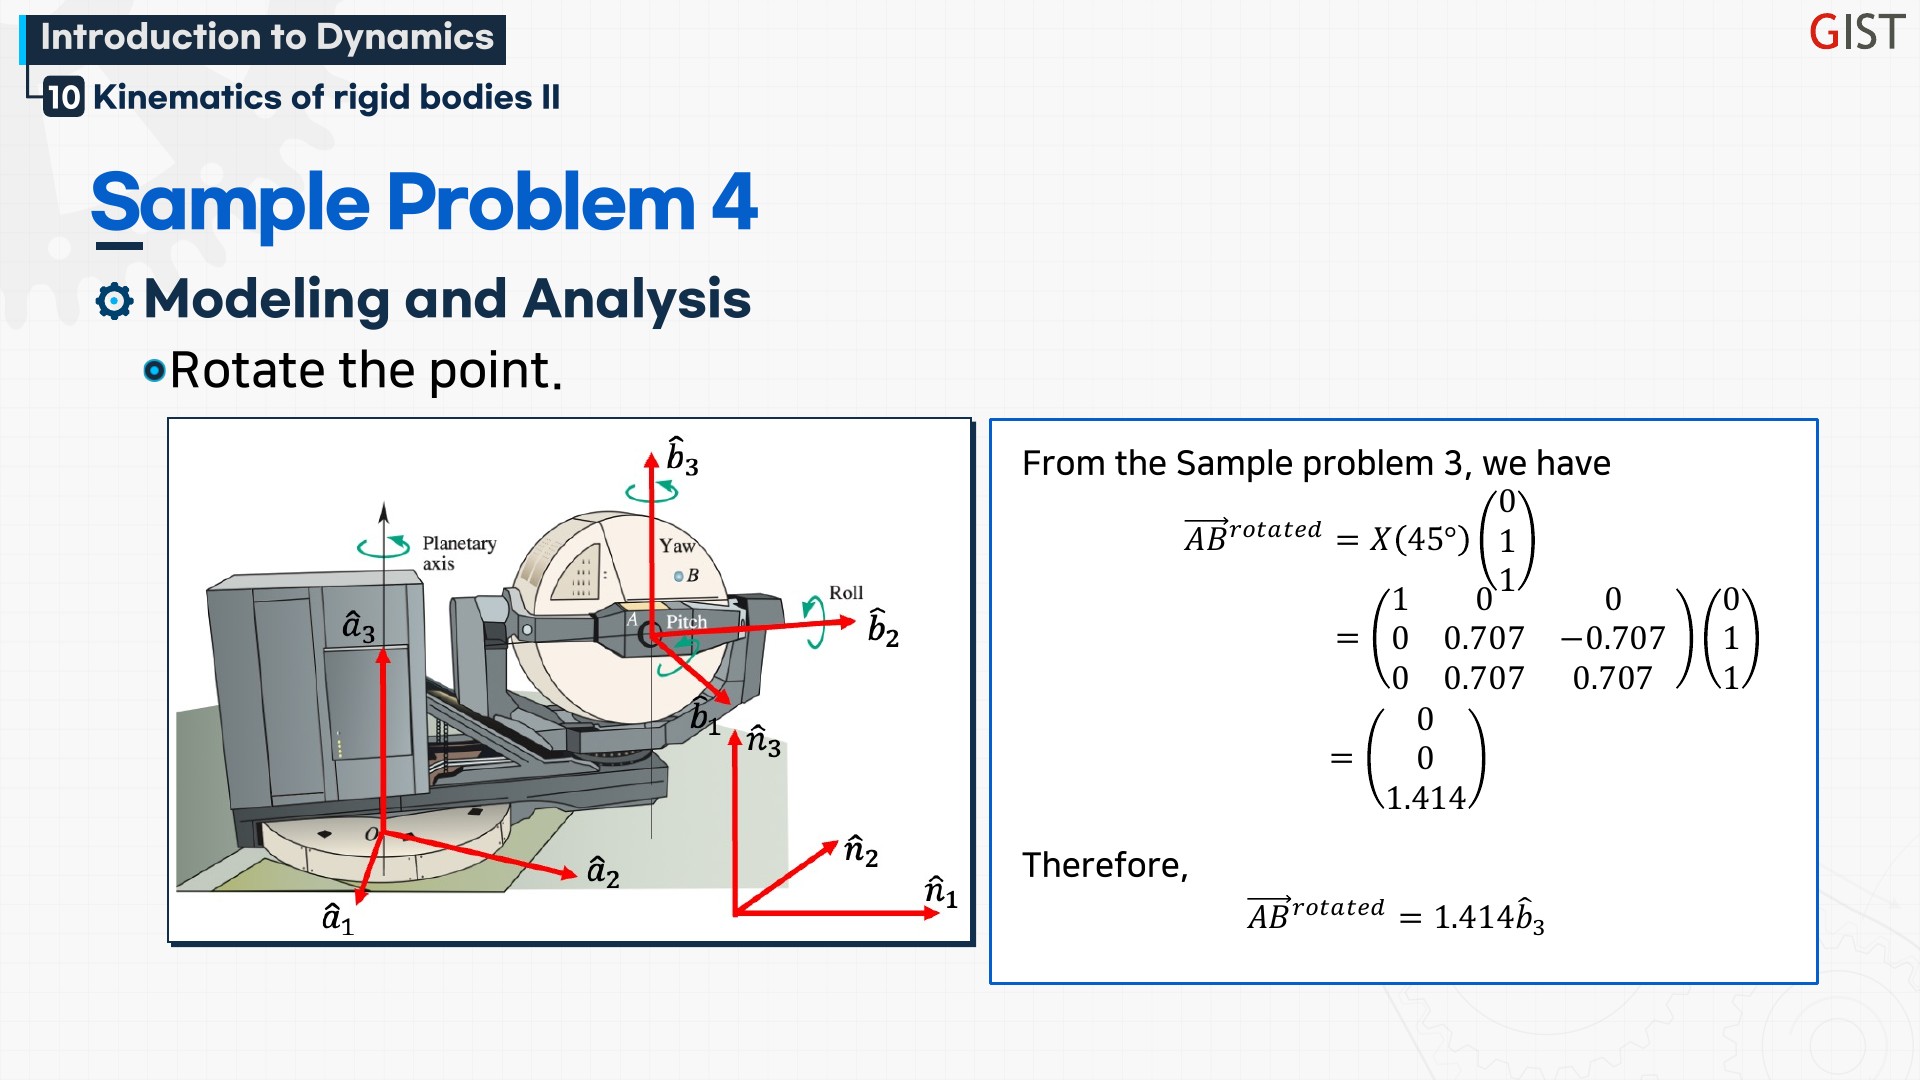 Introduction to Dynamics
GIST
10 Kinematics of rigid bodies II
Sample Problem 4
Modeling and Analysis
Rotate the point.
b̂₃
Planetary
axis
Yaw
B
Roll
b̂₂
â₃
A
Pitch
b̂₁
n̂₃
O
â₂
n̂₂
n̂₁
â₁
From the Sample problem 3, we have
AB⃗ʳᵒᵗᵃᵗᵉᵈ = X(45°) (0 1 1)
= (1 0 0
0 0.707 −0.707
0 0.707 0.707) (0 1 1)
= (0
0
1.414)
Therefore,
AB⃗ʳᵒᵗᵃᵗᵉᵈ = 1.414b̂₃